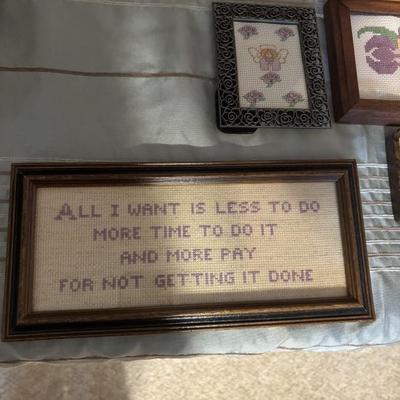 ALL I WANT IS LESS TO DO
MORE TIME TO DO IT
AND MORE PAY
FOR NOT GETTING IT DONE